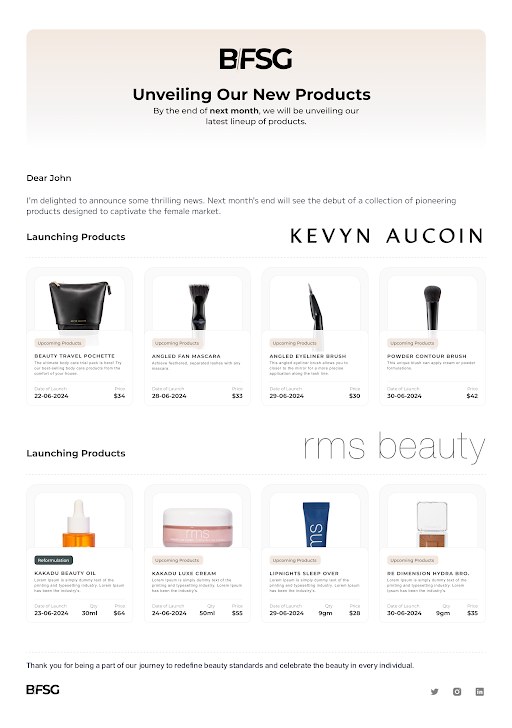 BFSG
Unveiling Our New Products
By the end of next month, we will be unveiling our
latest lineup of products.
Dear John
I'm delighted to announce some thrilling news. Next month's end will see the debut of a collection of pioneering
products designed to captivate the female market.
Launching Products
KEVYN AUCOIN
Upcoming Products
BEAUTY TRAVEL POCHETTE
The ultimate body care trial pack is here! Try
our best-selling body care products from the
comfort of your home.
Date of Launch Price
22-06-2024 $34
Upcoming Products
ANGLED FAN MASCARA
Achieve feathered, separated lashes with any
mascara.
Date of Launch Price
28-06-2024 $33
Upcoming Products
ANGLED EYELINER BRUSH
This angled eyeliner brush allows you to
closer to the mirror for a more precise
application along the lash line.
Date of Launch Price
29-06-2024 $30
Upcoming Products
POWDER CONTOUR BRUSH
This unique brush can apply cream or powder
formulations.
Date of Launch Price
30-06-2024 $42
Launching Products
rms beauty
Reformulation
KAKADU BEAUTY OIL
Lorem Ipsum is simply dummy text of the
printing and typesetting industry. Lorem Ipsum
has been the industry's.
Date of Launch Qty Price
23-06-2024 30ml $64
rms
Upcoming Products
KAKADU LUXE CREAM
Lorem Ipsum is simply dummy text of the
printing and typesetting industry. Lorem Ipsum
has been the industry's.
Date of Launch Qty Price
24-06-2024 50ml $55
ms
Upcoming Products
LIPNIGHTS SLEEP OVER
Lorem Ipsum is simply dummy text of the
printing and typesetting industry. Lorem Ipsum
has been the industry's.
Date of Launch Qty Price
29-06-2024 9gm $28
Upcoming Products
RE DIMENSION HYDRA BRO.
Lorem Ipsum is simply dummy text of the
printing and typesetting industry. Lorem Ipsum
has been the industry's.
Date of Launch Qty Price
30-06-2024 9gm $35
Thank you for being a part of our journey to redefine beauty standards and celebrate the beauty in every individual.
BFSG